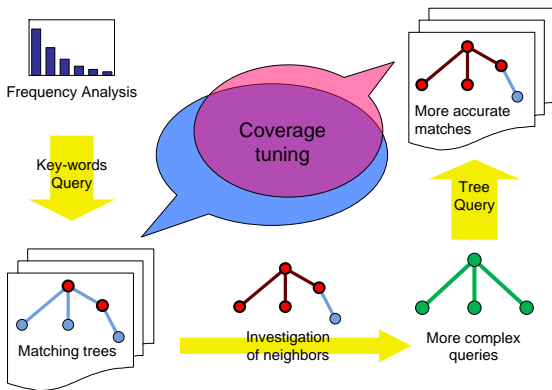 Frequency Analysis
Key-words
Query
Matching trees
Coverage
tuning
Investigation
of neighbors
More accurate
matches
Tree
Query
More complex
queries